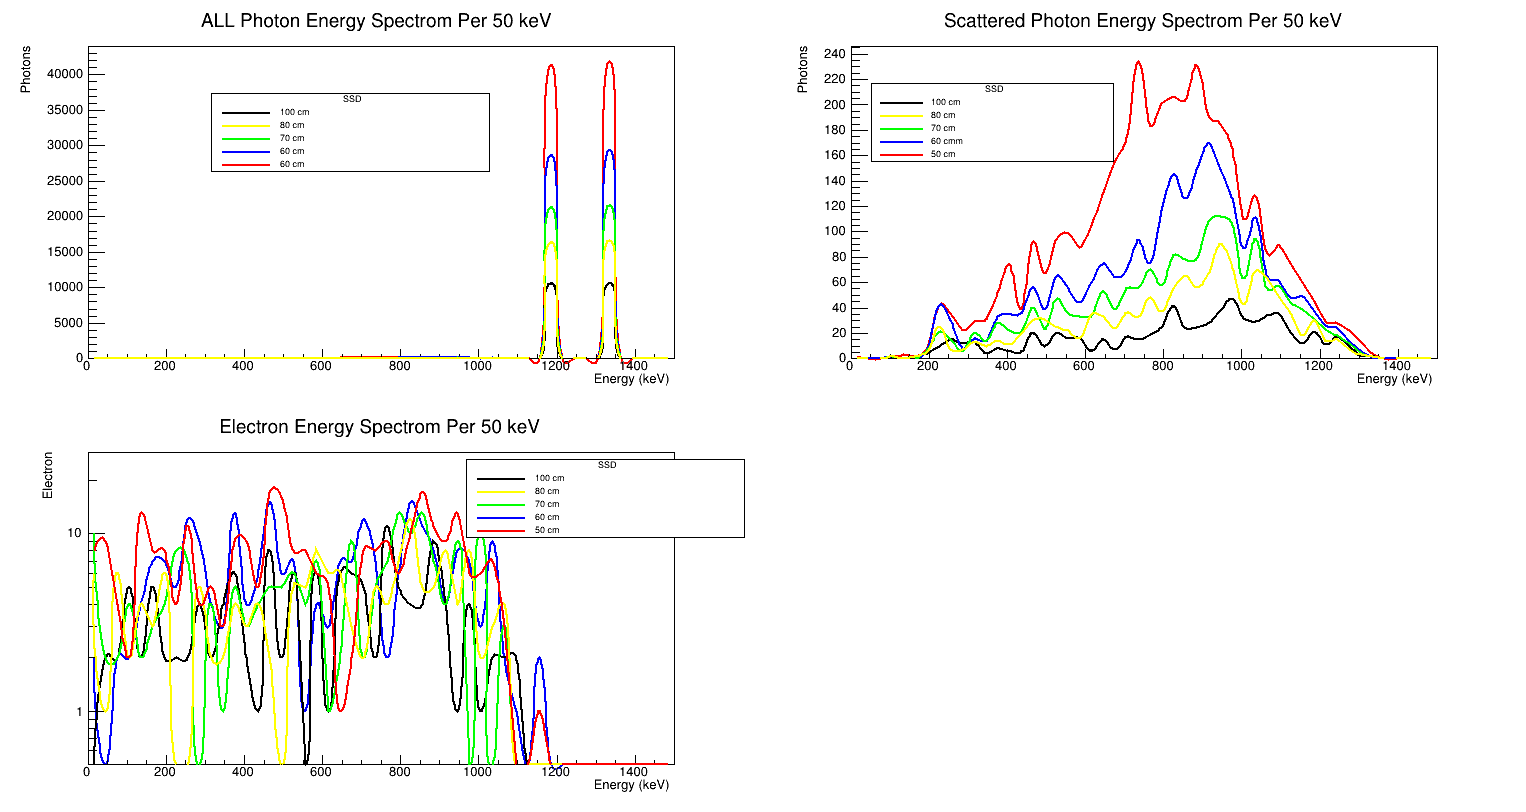 ALL Photon Energy Spectrom Per 50 keV
Photons
40000
35000
30000
25000
20000
15000
10000
5000
0
SSD
100 cm
80 cm
70 cm
60 cm
60 cm
0 200 400 600 800 1000 1200 1400
Energy (keV)
Scattered Photon Energy Spectrom Per 50 keV
Photons
240
220
200
180
160
140
120
100
80
60
40
20
0
SSD
100 cm
80 cm
70 cm
60 cmm
50 cm
0 200 400 600 800 1000 1200 1400
Energy (keV)
Electron Energy Spectrom Per 50 keV
Electron
10
1
SSD
100 cm
80 cm
70 cm
60 cm
50 cm
0 200 400 600 800 1000 1200 1400
Energy (keV)